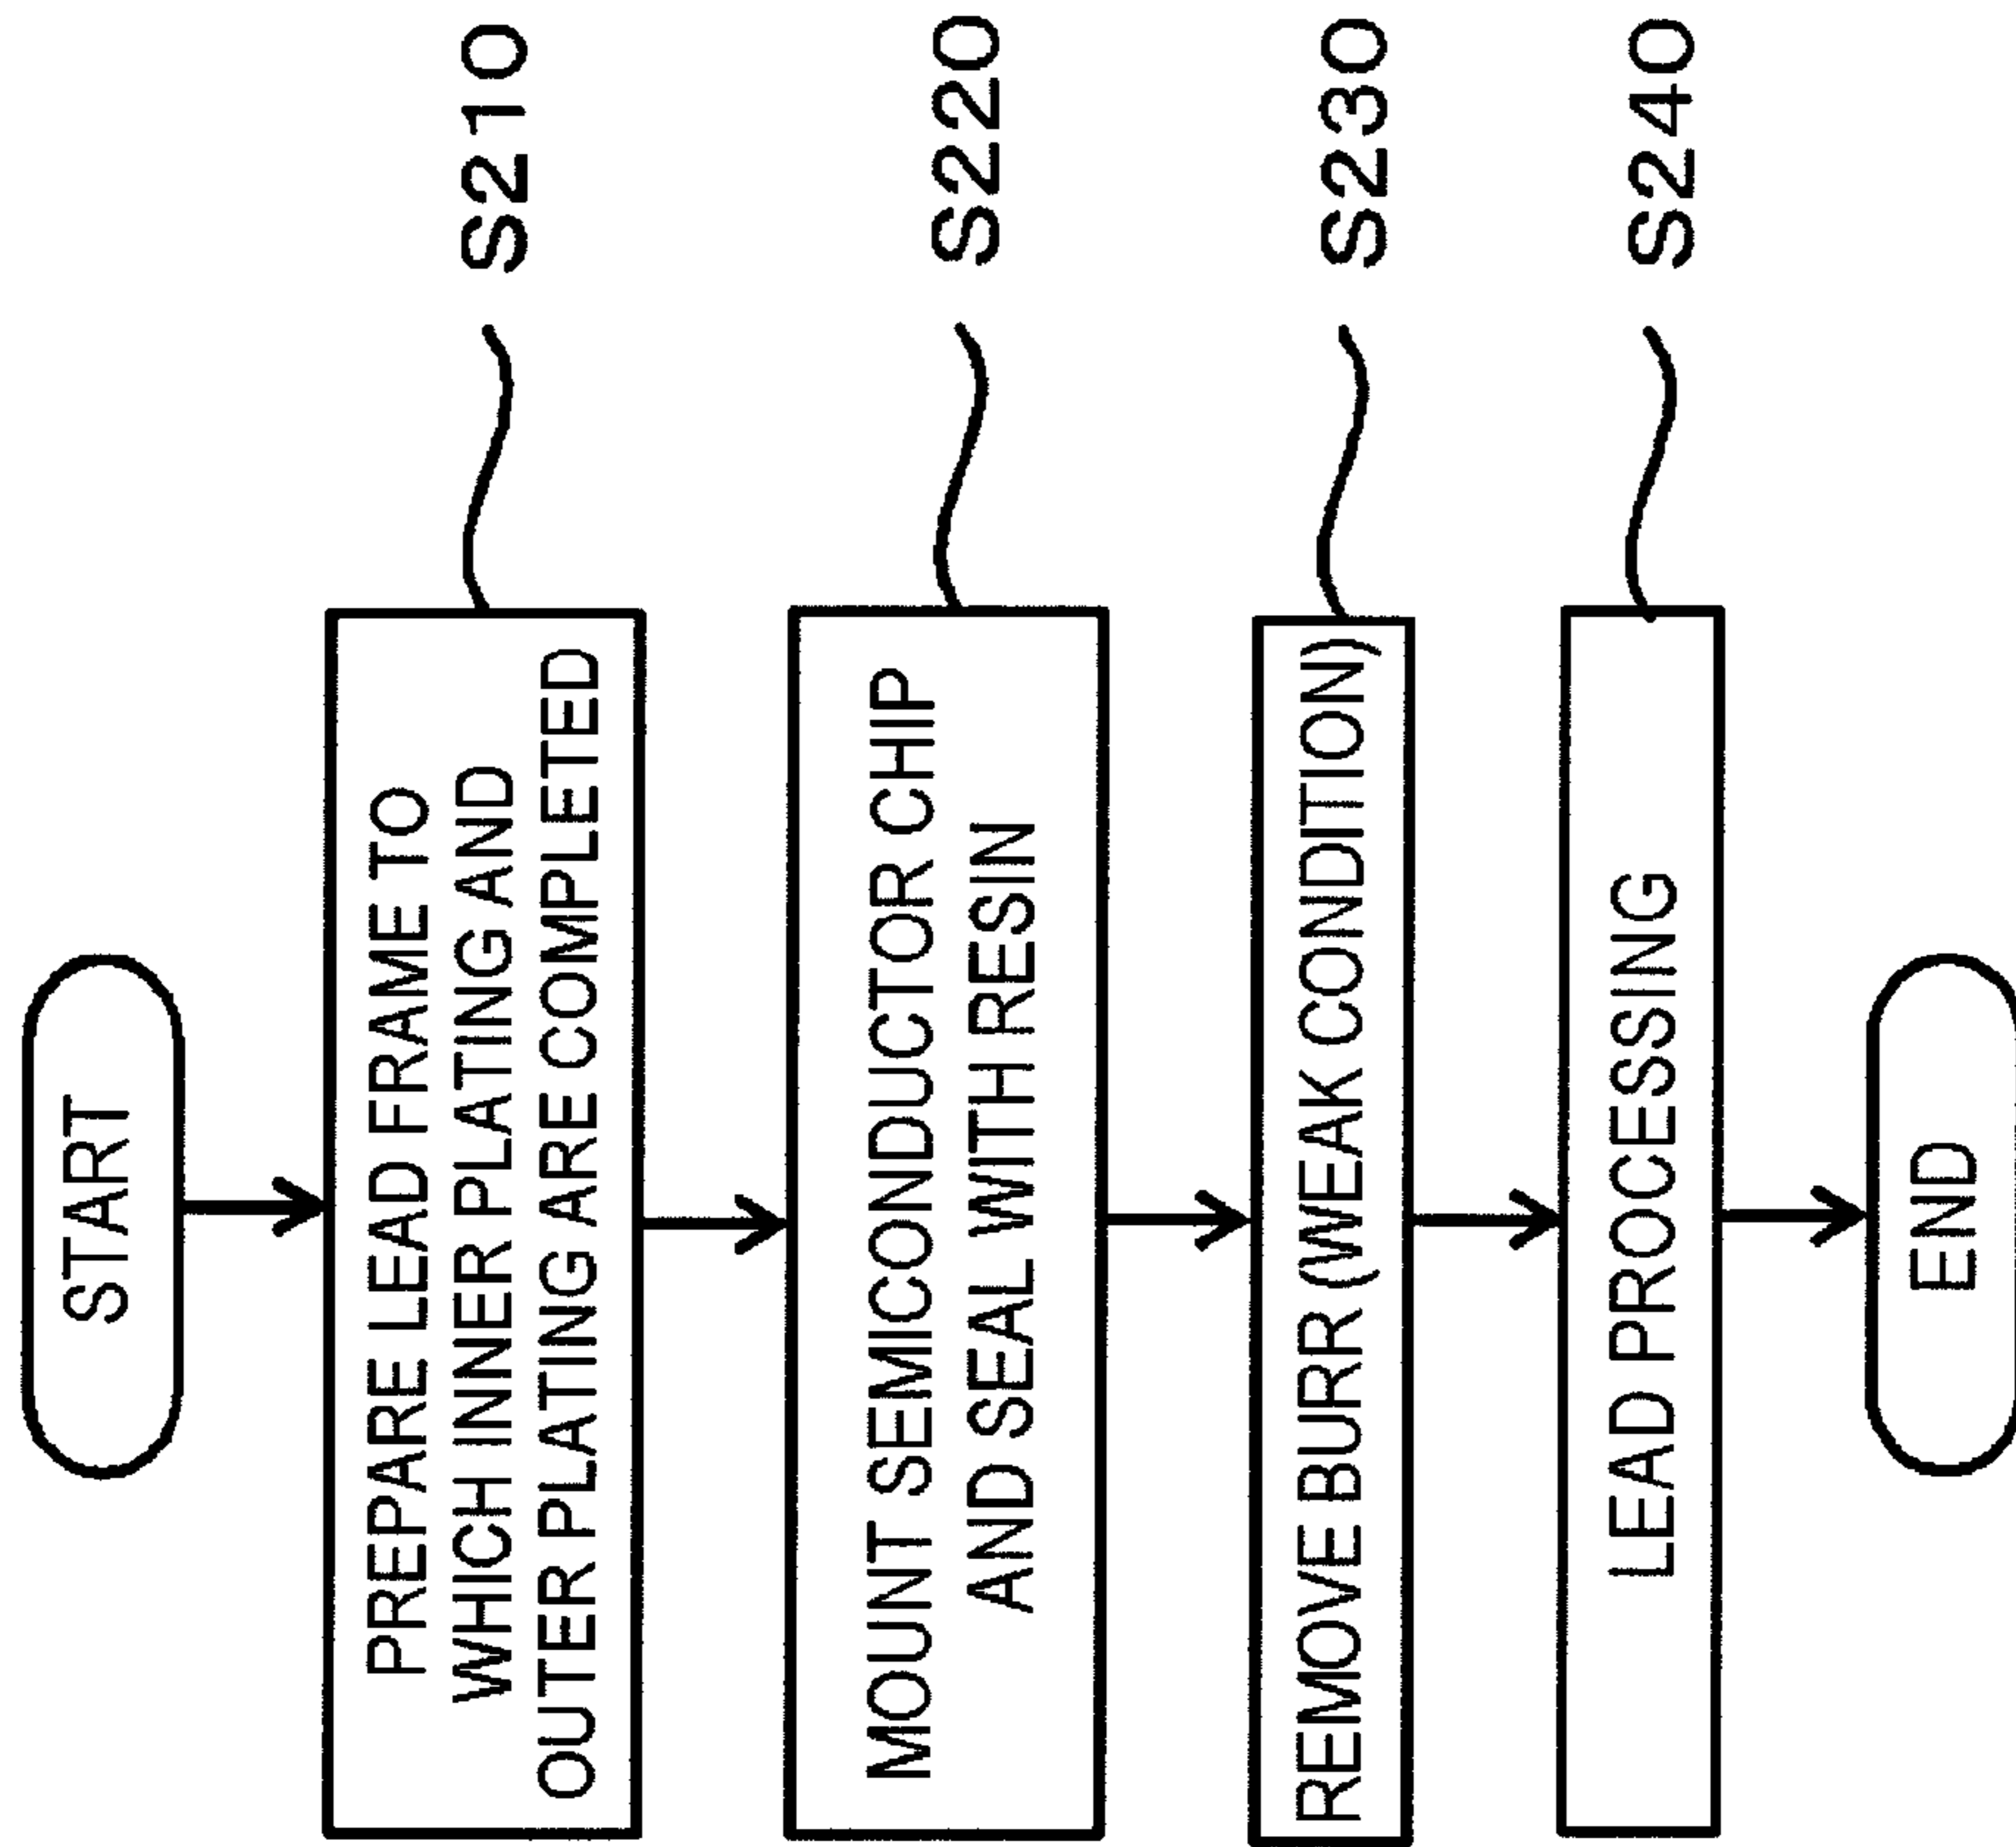 START
PREPARE LEAD FRAME TO
WHICH INNER PLATING AND
OUTER PLATING ARE COMPLETED
S210
MOUNT SEMICONDUCTOR CHIP
AND SEAL WITH RESIN
S220
REMOVE BURR (WEAK CONDITION)
S230
LEAD PROCESSING
S240
END